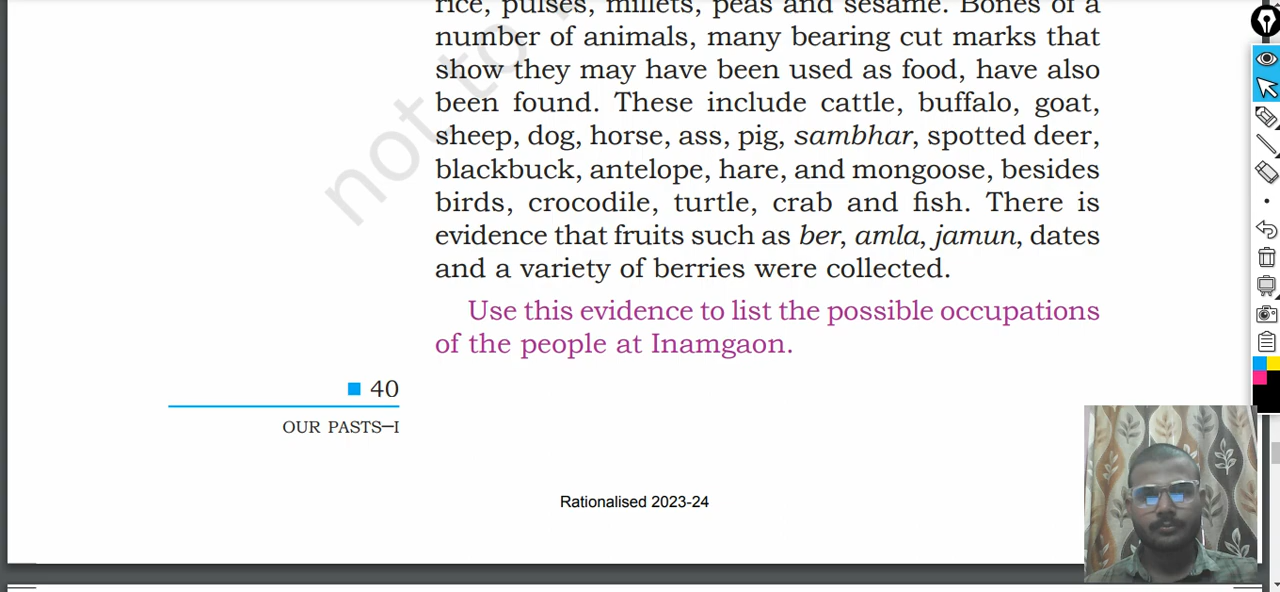 rice, pulses, millets, peas and sesame. Bones of a
number of animals, many bearing cut marks that
show they may have been used as food, have also
been found. These include cattle, buffalo, goat,
sheep, dog, horse, ass, pig, sambhar, spotted deer,
blackbuck, antelope, hare, and mongoose, besides
birds, crocodile, turtle, crab and fish. There is
evidence that fruits such as ber, amla, jamun, dates
and a variety of berries were collected.
Use this evidence to list the possible occupations
of the people at Inamgaon.
40
OUR PASTS—I
Rationalised 2023-24
not to